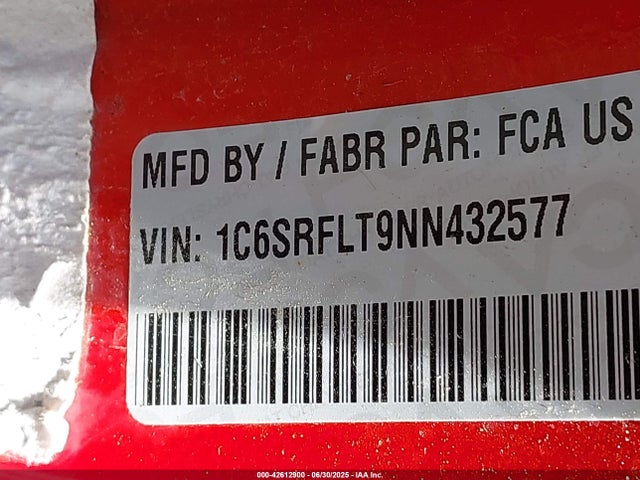 MFD BY / FABR PAR: FCA US
VIN: 1C6SRFLT9NN432577
000-42612900 - 06/30/2025 - IAA Inc.